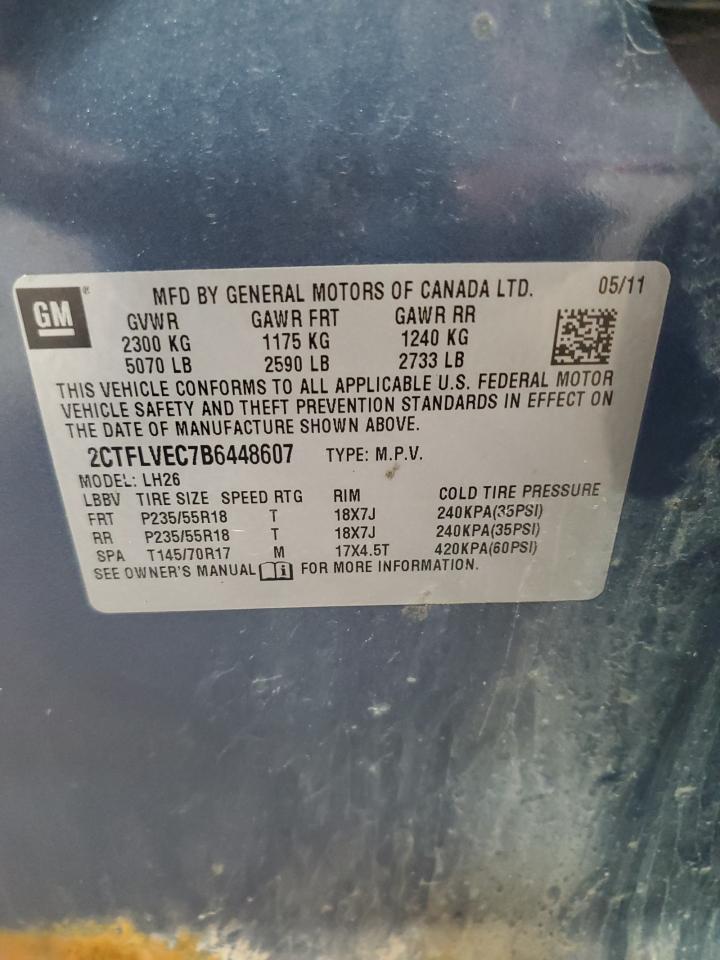 GM ® MFD BY GENERAL MOTORS OF CANADA LTD. 05/11
GVWR GAWR FRT GAWR RR
2300 KG 1175 KG 1240 KG
5070 LB 2590 LB 2733 LB
THIS VEHICLE CONFORMS TO ALL APPLICABLE U.S. FEDERAL MOTOR
VEHICLE SAFETY AND THEFT PREVENTION STANDARDS IN EFFECT ON
THE DATE OF MANUFACTURE SHOWN ABOVE.
2CTFLVEC7B6448607 TYPE: M.P.V.
MODEL: LH26
LBBV TIRE SIZE SPEED RTG RIM COLD TIRE PRESSURE
FRT P235/55R18 T 18X7J 240KPA(35PSI)
RR P235/55R18 T 18X7J 240KPA(35PSI)
SPA T145/70R17 M 17X4.5T 420KPA(60PSI)
SEE OWNER'S MANUAL i FOR MORE INFORMATION.